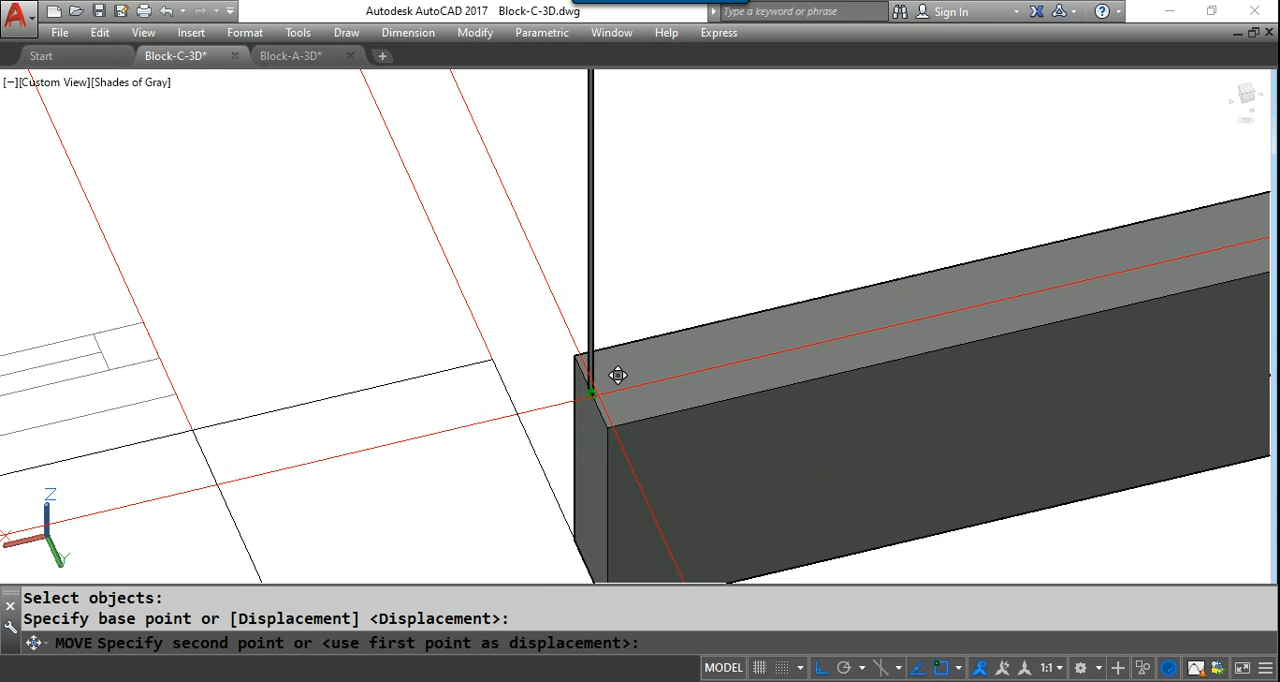 Autodesk AutoCAD 2017 Block-C-3D.dwg
Type a keyword or phrase
Sign In
File Edit View Insert Format Tools Draw Dimension Modify Parametric Window Help Express
Start Block-C-3D* Block-A-3D*
[−][Custom View][Shades of Gray]
Z
X
Y
Select objects:
Specify base point or [Displacement] <Displacement>:
MOVE Specify second point or <use first point as displacement>:
MODEL 1:1